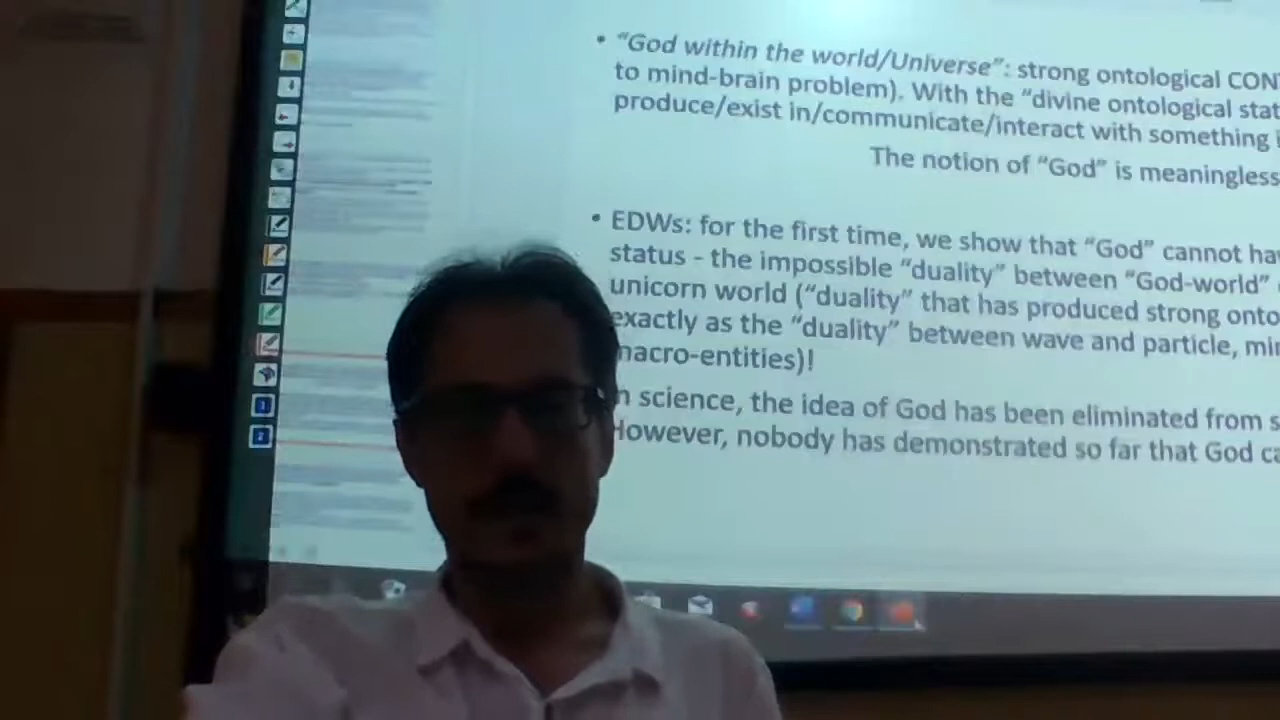 • "God within the world/Universe": strong ontological CON
to mind-brain problem). With the "divine ontological stat
produce/exist in/communicate/interact with something i
The notion of "God" is meaningless
• EDWs: for the first time, we show that "God" cannot ha
status - the impossible "duality" between "God-world"
unicorn world ("duality" that has produced strong onto
exactly as the "duality" between wave and particle, min
macro-entities)!
n science, the idea of God has been eliminated from s
However, nobody has demonstrated so far that God ca
1
2